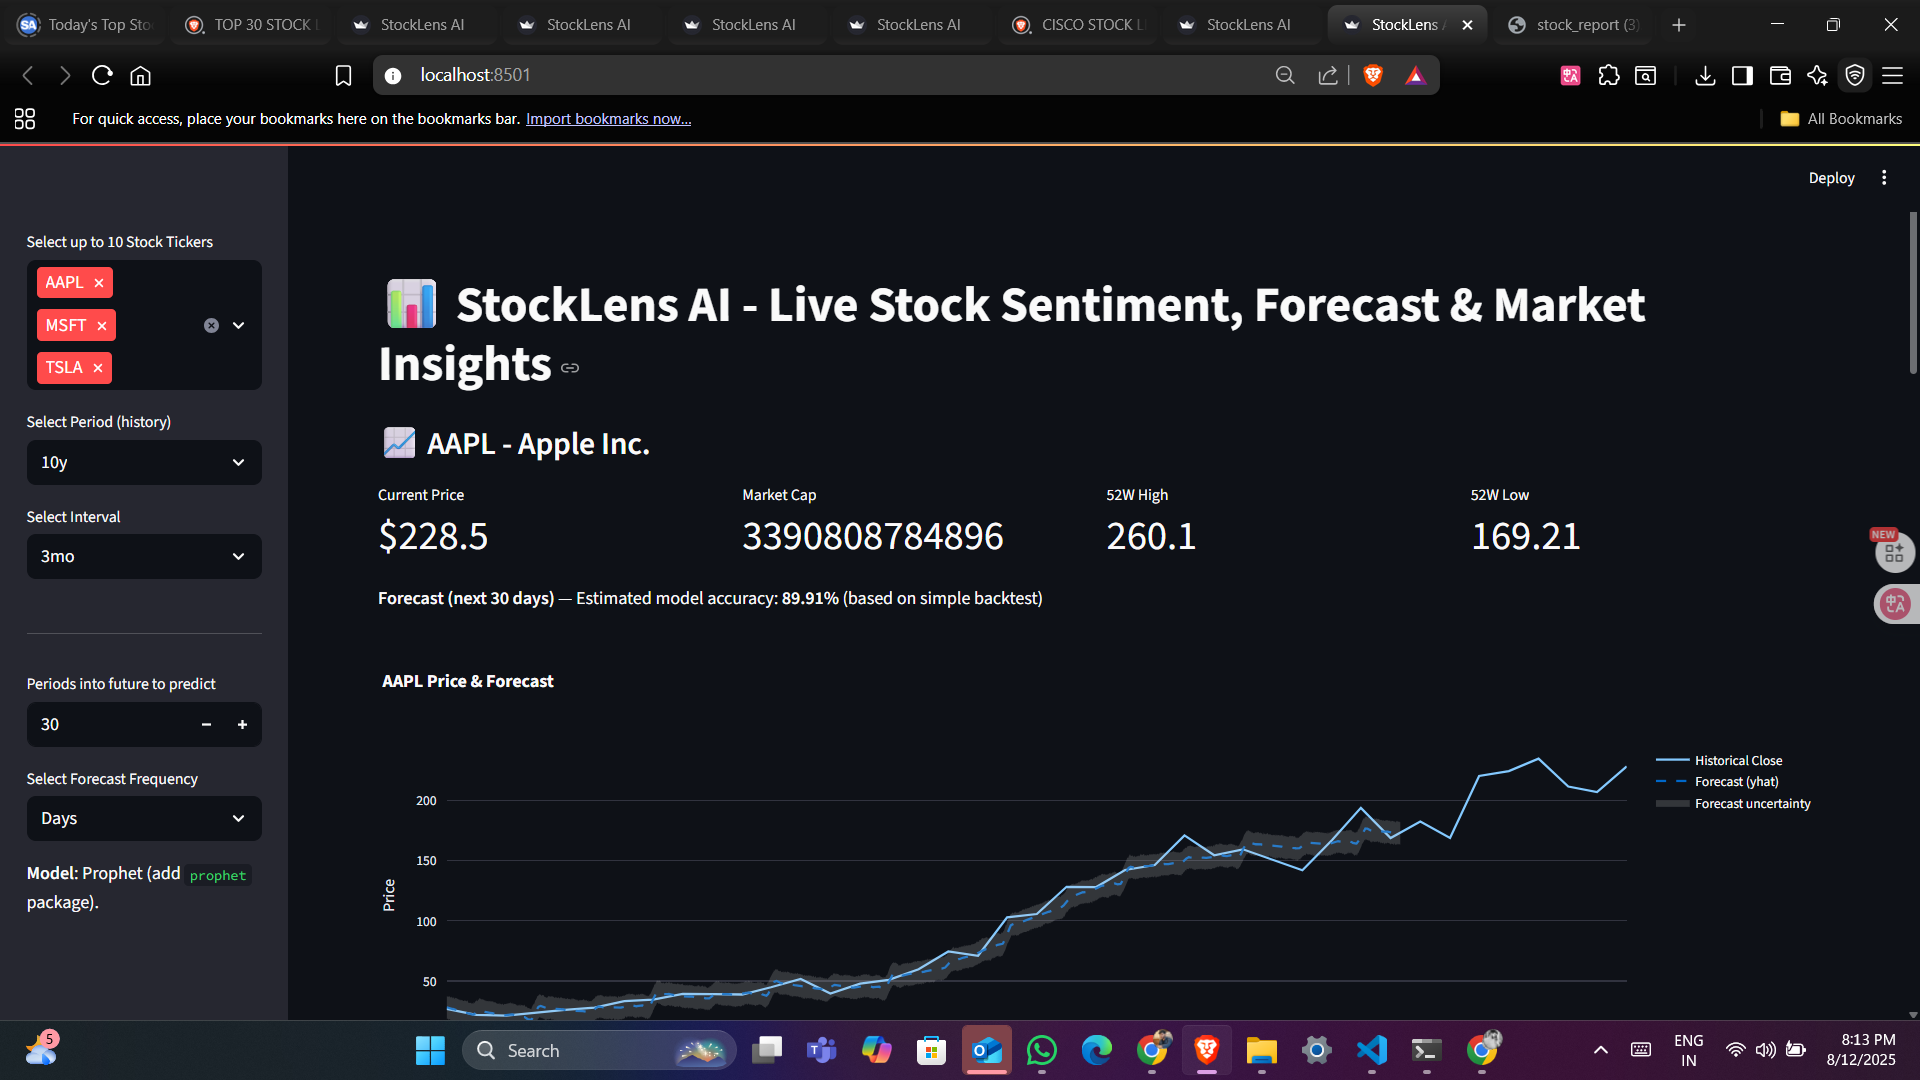 Today's Top Sto
TOP 30 STOCK L
StockLens AI
StockLens AI
StockLens AI
StockLens AI
CISCO STOCK L
StockLens AI
StockLens A
stock_report (3)
localhost:8501
For quick access, place your bookmarks here on the bookmarks bar. Import bookmarks now...
All Bookmarks
Deploy
Select up to 10 Stock Tickers
AAPL
MSFT
TSLA
Select Period (history)
10y
Select Interval
3mo
Periods into future to predict
30
Select Forecast Frequency
Days
Model: Prophet (add prophet
package).
StockLens AI - Live Stock Sentiment, Forecast & Market
Insights
AAPL - Apple Inc.
Current Price
$228.5
Market Cap
3390808784896
52W High
260.1
52W Low
169.21
Forecast (next 30 days) — Estimated model accuracy: 89.91% (based on simple backtest)
AAPL Price & Forecast
Price
200
150
100
50
Historical Close
Forecast (yhat)
Forecast uncertainty
NEW
5
Search
ENG
IN
8:13 PM
8/12/2025